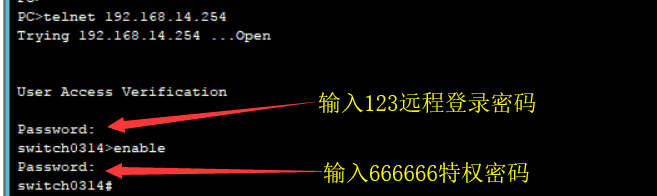 PC>telnet 192.168.14.254
Trying 192.168.14.254 ...Open
User Access Verification
输入123远程登录密码
Password:
switch0314>enable
Password:
输入666666特权密码
switch0314#